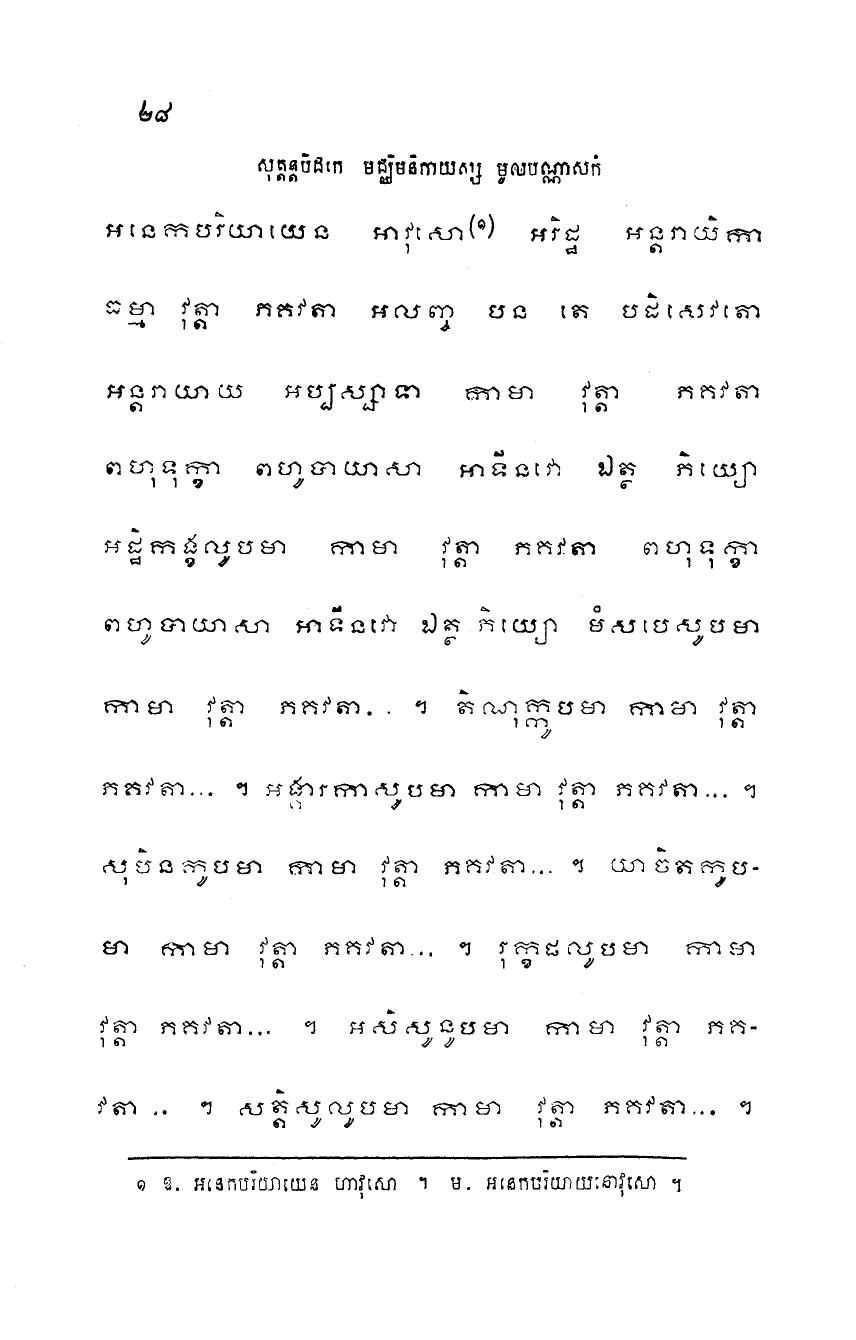 ២៨
សុត្តន្តបិដកេ មជ្ឈិមនិកាយស្ស មូលបណ្ណាសកំ
អនេកបរិយាយេន អាវុសោ(១) អរិដ្ឋ អន្តរាយិកា
ធម្មា វុត្តា ភគវតា អលញ្ច បន តេ បដិសេវតោ
អន្តរាយាយ អប្បស្សាទា កាមា វុត្តា ភគវតា
ពហុទុក្ខា ពហូបាយាសា អាទីនវោ ឯត្ថ ភិយ្យោ
អដ្ឋិកង្ខលូបមា កាមា វុត្តា ភគវតា ពហុទុក្ខា
ពហូបាយាសា អាទីនវោ ឯត្ថ ភិយ្យោ មំសបេសូបមា
កាមា វុត្តា ភគវតា.. ។ តិណុក្កូបមា កាមា វុត្តា
ភគវតា... ។ អង្គារកាសូបមា កាមា វុត្តា ភគវតា... ។
សុបិនកូបមា កាមា វុត្តា ភគវតា... ។ យាចិតកូប-
មា កាមា វុត្តា ភគវតា... ។ រុក្ខផលូបមា កាមា
វុត្តា ភគវតា... ។ អសិសូនូបមា កាមា វុត្តា ភគ-
វតា .. ។ សត្តិសូលូបមា កាមា វុត្តា ភគវតា... ។
១ ឱ. អនេកបរិយាយេន ហាវុសោ ។ ម. អនេកបរិយាយេនាវុសោ ។